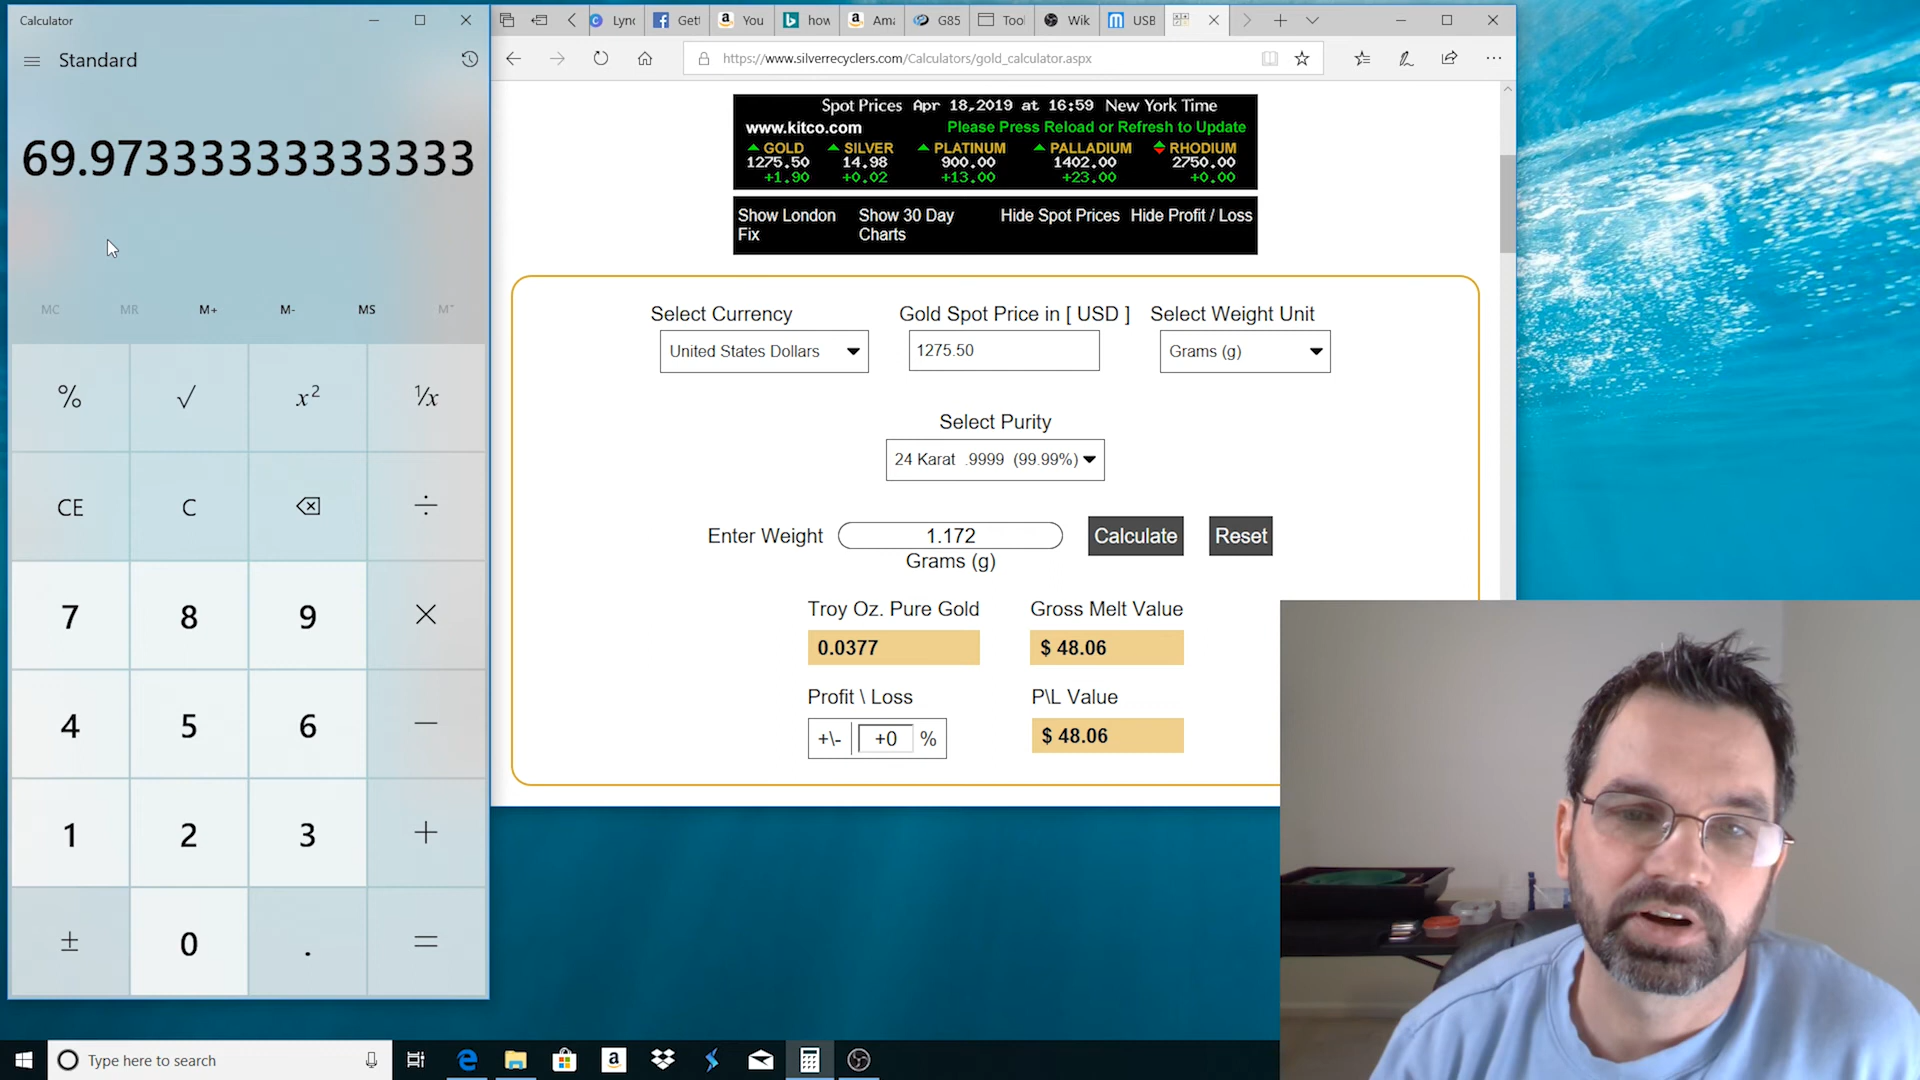 Calculator
Standard
69.97333333333333
MC MR M+ M- MS M˅
% √ x² ¹/x
CE C ÷
7 8 9 ×
4 5 6 −
1 2 3 +
± 0 . =
Lync Get! You how Ama G85 Tool Wik USB
https://www.silverrecyclers.com/Calculators/gold_calculator.aspx
Spot Prices Apr 18,2019 at 16:59 New York Time
www.kitco.com Please Press Reload or Refresh to Update
GOLD SILVER PLATINUM PALLADIUM RHODIUM
1275.50 14.98 900.00 1402.00 2750.00
+1.90 +0.02 +13.00 +23.00 +0.00
Show London Fix Show 30 Day Charts Hide Spot Prices Hide Profit / Loss
Select Currency Gold Spot Price in [ USD ] Select Weight Unit
United States Dollars 1275.50 Grams (g)
Select Purity
24 Karat .9999 (99.99%)
Enter Weight 1.172 Calculate Reset
Grams (g)
Troy Oz. Pure Gold Gross Melt Value
0.0377 $ 48.06
Profit \ Loss P\L Value
+\- +0 % $ 48.06
Type here to search